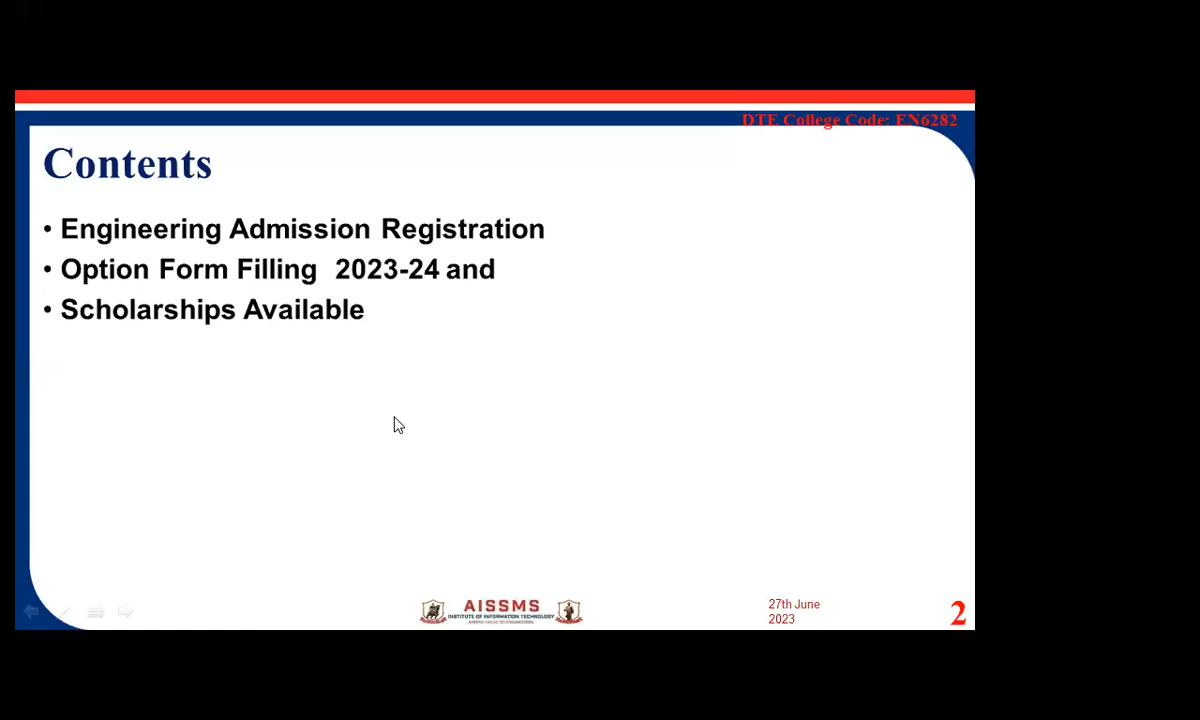 DTE College Code: EN6282
Contents
• Engineering Admission Registration
• Option Form Filling 2023-24 and
• Scholarships Available
AISSMS
INSTITUTE OF INFORMATION TECHNOLOGY
27th June
2023
2